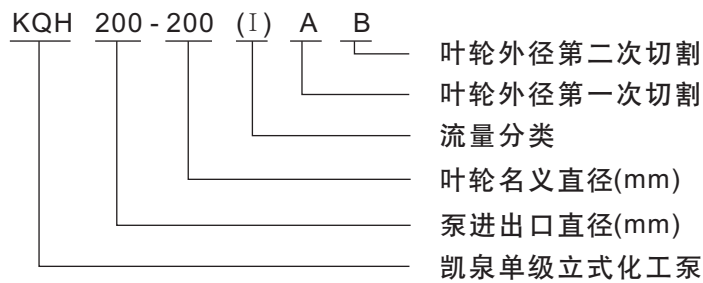 KQH 200 - 200 (I) A B
叶轮外径第二次切割
叶轮外径第一次切割
流量分类
叶轮名义直径(mm)
泵进出口直径(mm)
凯泉单级立式化工泵